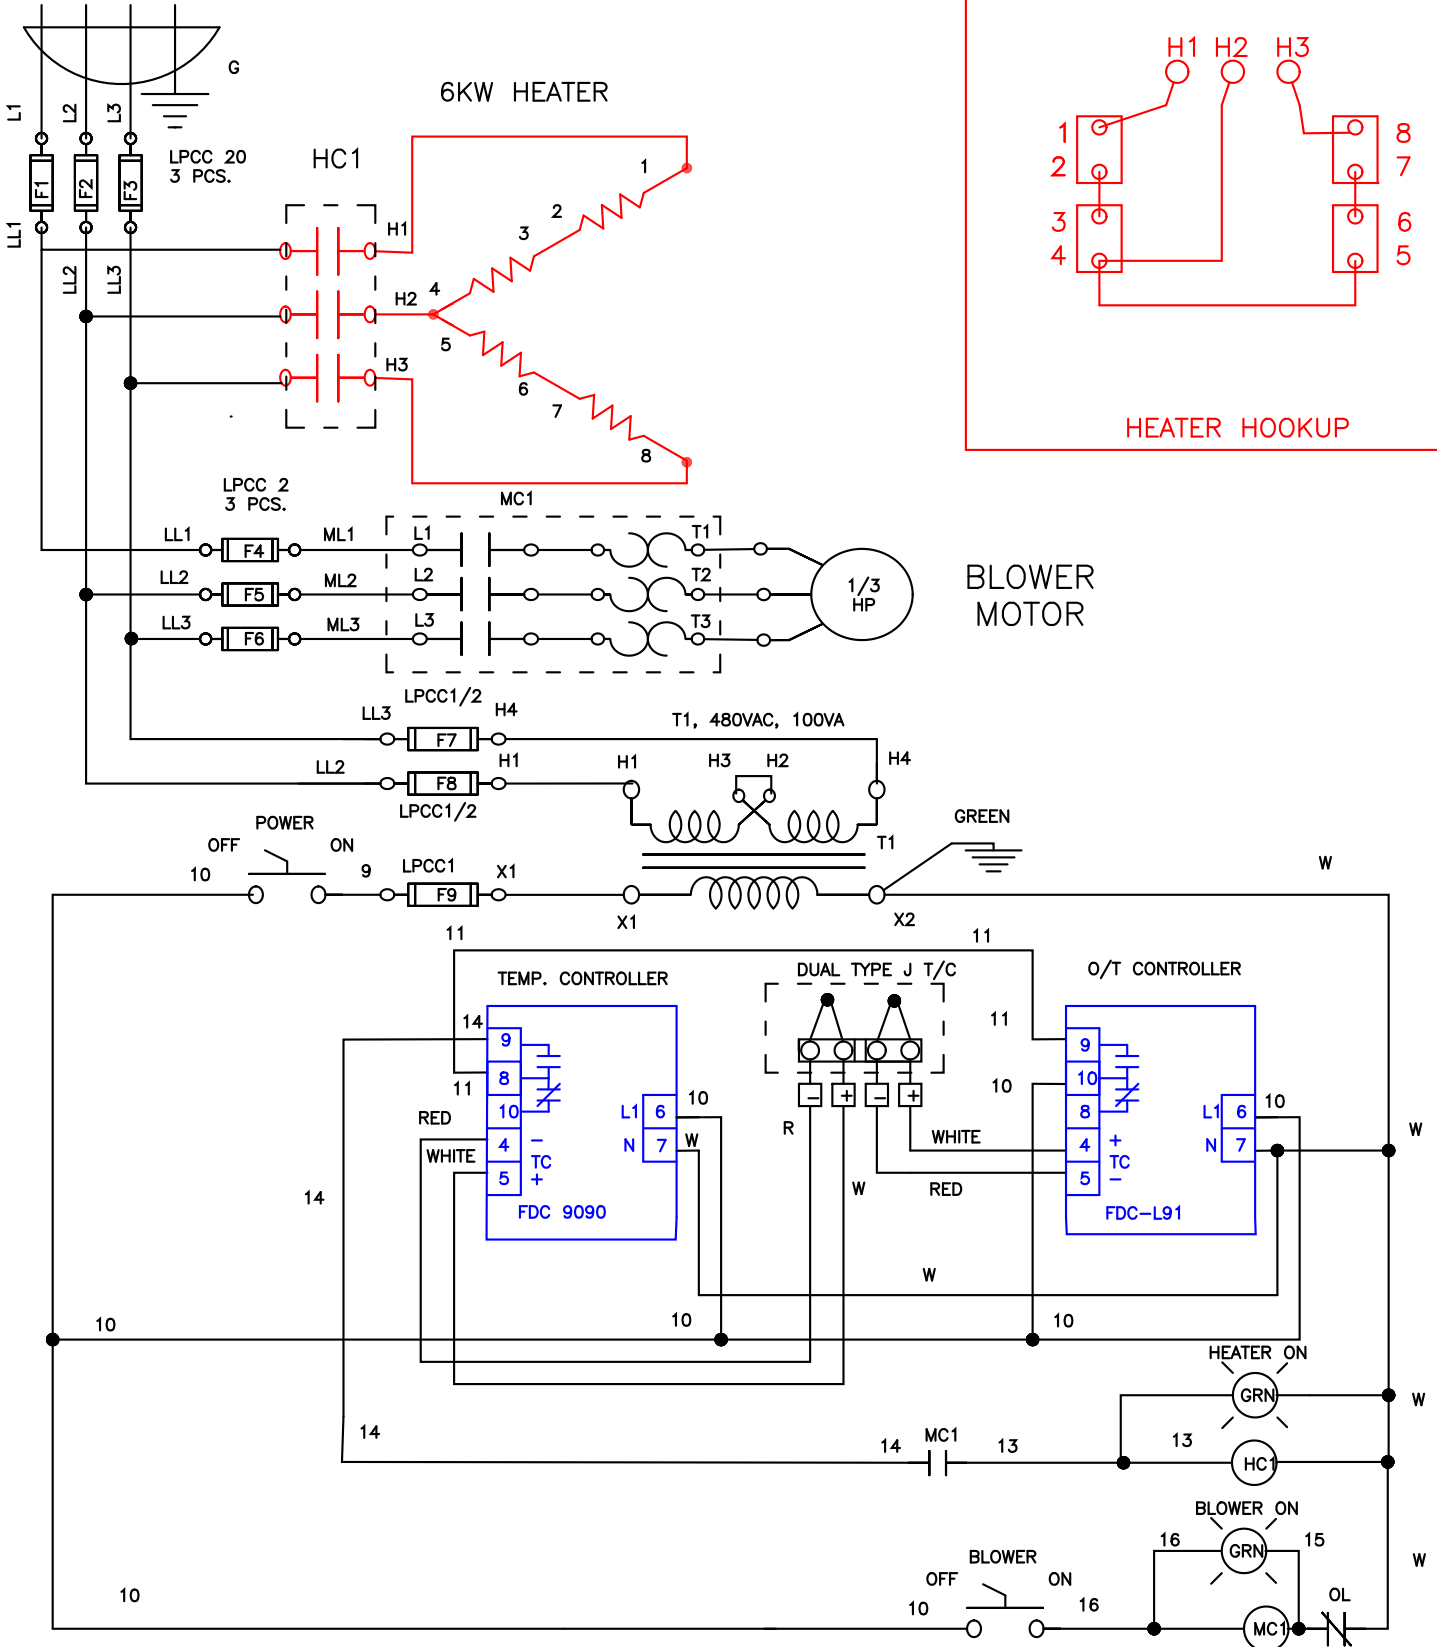 G
L1
L2
L3
F1
F2
F3
LPCC 20
3 PCS.
LL1
LL2
LL3
HC1
6KW HEATER
H1
H2
H3
1
2
3
4
5
6
7
8
H1 H2 H3
1
2
3
4
8
7
6
5
HEATER HOOKUP
LPCC 2
3 PCS.
MC1
LL1 F4 ML1 L1 T1
LL2 F5 ML2 L2 T2
LL3 F6 ML3 L3 T3
1/3
HP
BLOWER
MOTOR
LPCC1/2
LL3 F7 H4
T1, 480VAC, 100VA
LL2 F8 H1
LPCC1/2
H1 H3 H2 H4
T1
GREEN
POWER
OFF ON
10 9
LPCC1
F9 X1
X1 X2
W
11 11
TEMP. CONTROLLER
DUAL TYPE J T/C
O/T CONTROLLER
14
11
RED
WHITE
9
8
10
4 −
TC
5 +
L1 6 10
N 7 W
FDC 9090
− + − +
R
W
WHITE
RED
11
10
9
10
8
4 +
TC
5 −
L1 6 10
N 7
FDC−L91
W
14
W
10 10 10
HEATER ON
GRN
W
14 14 MC1 13 13 HC1
BLOWER ON
16 GRN 15
W
10
BLOWER
OFF ON
10 16 MC1 OL